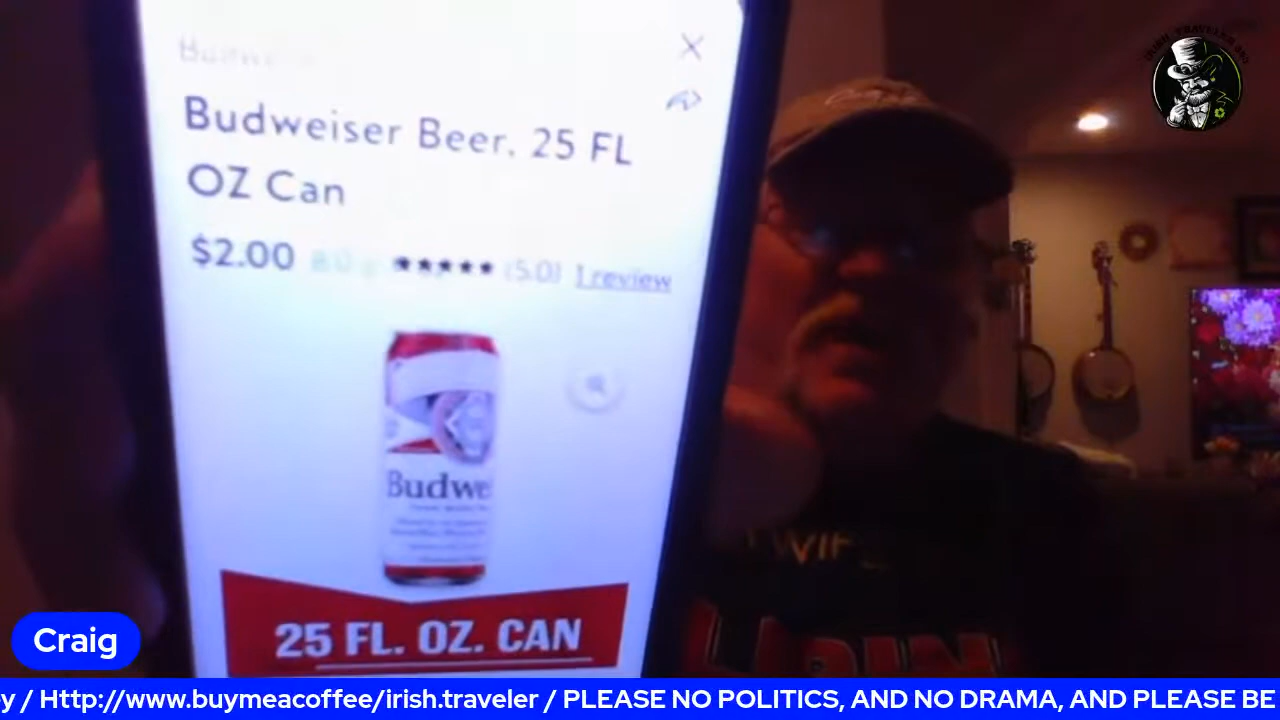 Budweiser Beer, 25 FL
OZ Can
$2.00 (5.0) 1 review
Budwe
25 FL. OZ. CAN
Craig
y / Http://www.buymeacoffee/irish.traveler / PLEASE NO POLITICS, AND NO DRAMA, AND PLEASE BE